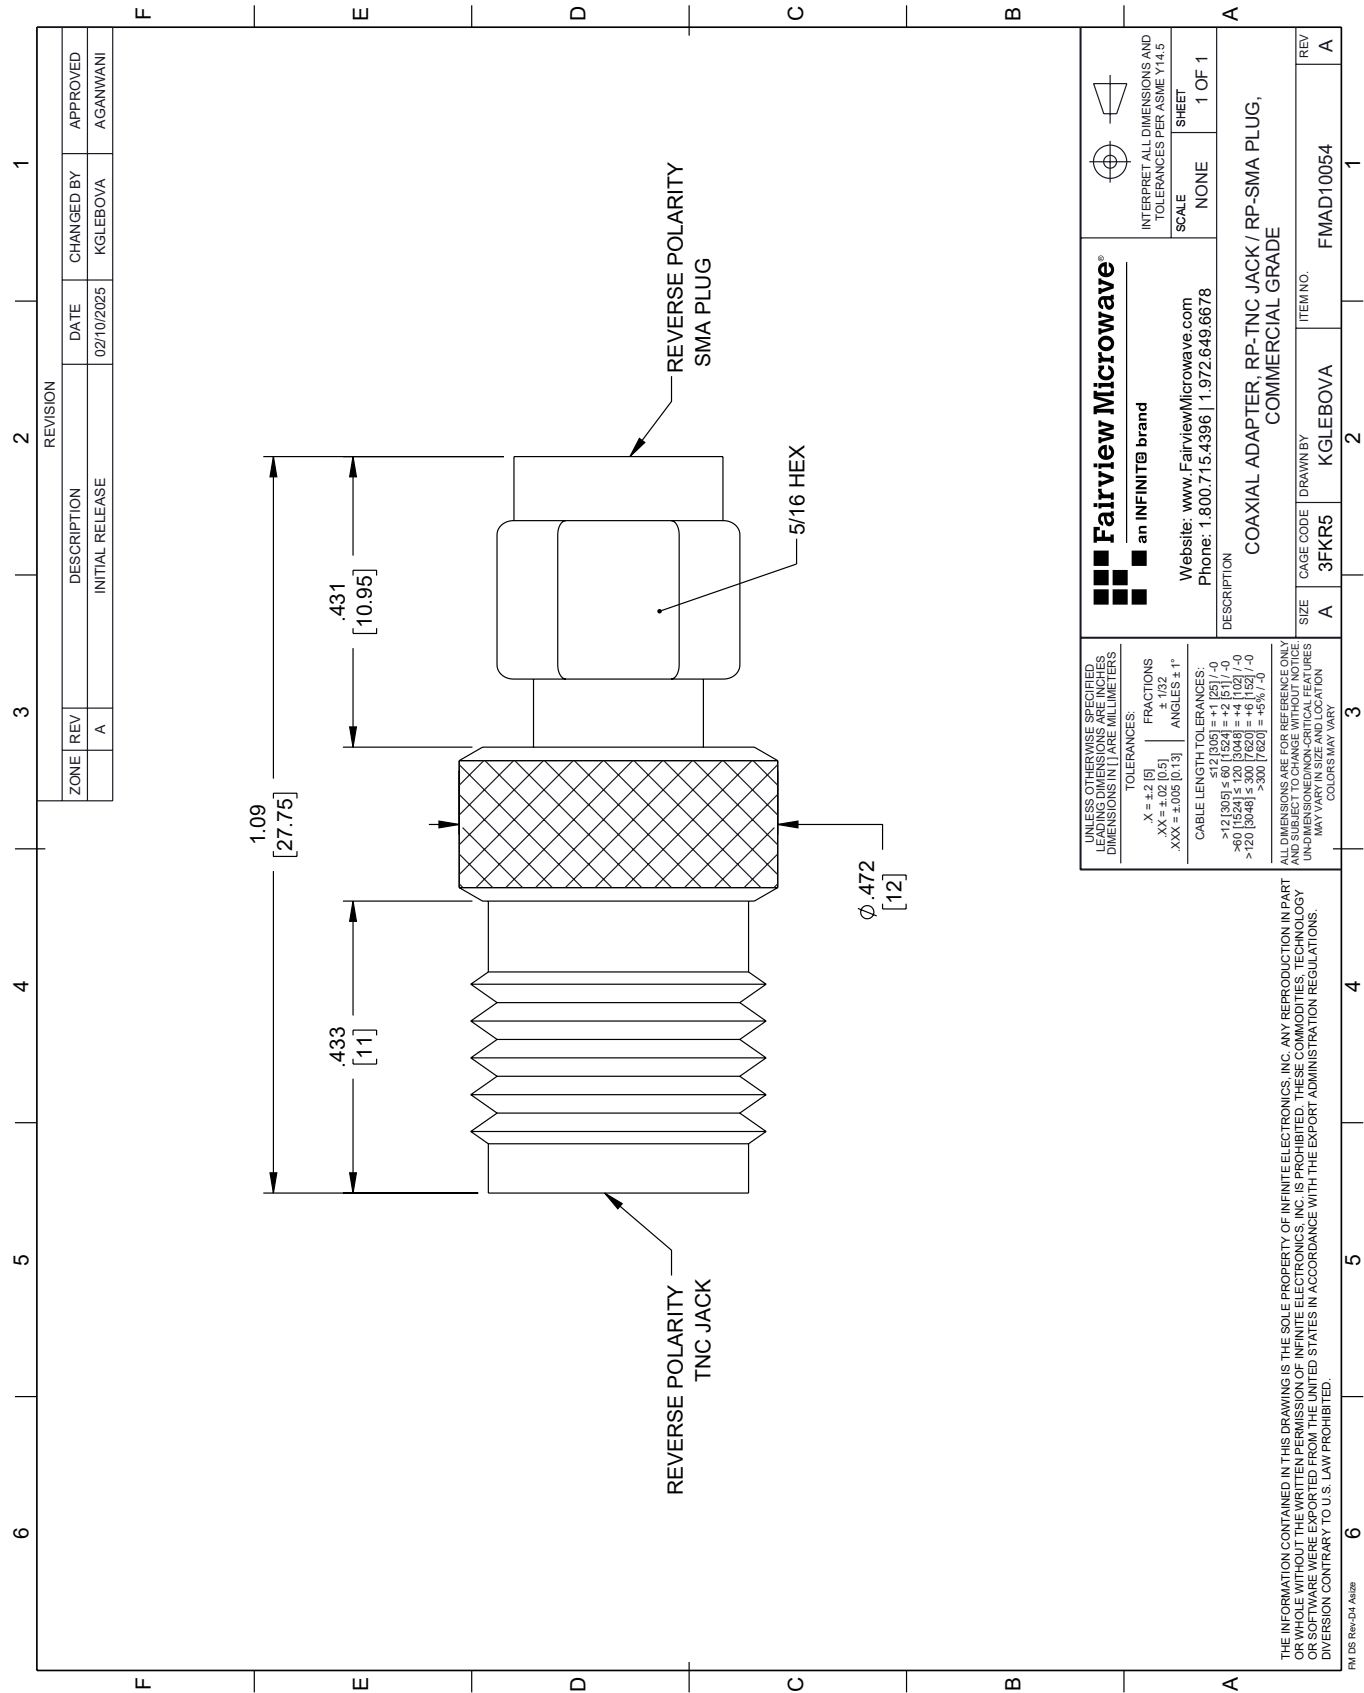 6
5
4
3
2
1
F
E
D
C
B
A
F
E
D
C
B
A
REVISION
ZONE REV DESCRIPTION DATE CHANGED BY APPROVED
A INITIAL RELEASE 02/10/2025 KGLEBOVA AGANWANI
1.09
[27.75]
.433
[11]
.431
[10.95]
REVERSE POLARITY
TNC JACK
REVERSE POLARITY
SMA PLUG
5/16 HEX
Ø .472
[12]
UNLESS OTHERWISE SPECIFIED
LEADING DIMENSIONS ARE INCHES
DIMENSIONS IN [ ] ARE MILLIMETERS
TOLERANCES:
.X = ±.2 [5]
.XX = ±.02 [0.5]
.XXX = ±.005 [0.13]
FRACTIONS
± 1/32
ANGLES ± 1°
CABLE LENGTH TOLERANCES:
≤12 [305] = +1 [25] / -0
>12 [305] ≤ 60 [1524] = +2 [51] / -0
>60 [1524] ≤ 120 [3048] = +4 [102] / -0
>120 [3048] ≤ 300 [7620] = +6 [152] / -0
>300 [7620] = +5% / -0
ALL DIMENSIONS ARE FOR REFERENCE ONLY
AND SUBJECT TO CHANGE WITHOUT NOTICE.
UN-DIMENSIONED/NON-CRITICAL FEATURES
MAY VARY IN SIZE AND LOCATION
COLORS MAY VARY
Fairview Microwave®
an INFINITE brand
Website: www.FairviewMicrowave.com
Phone: 1.800.715.4396 | 1.972.649.6678
INTERPRET ALL DIMENSIONS AND
TOLERANCES PER ASME Y14.5
SCALE
NONE
SHEET
1 OF 1
DESCRIPTION
COAXIAL ADAPTER, RP-TNC JACK / RP-SMA PLUG,
COMMERCIAL GRADE
SIZE
A
CAGE CODE
3FKR5
DRAWN BY
KGLEBOVA
ITEM NO.
FMAD10054
REV
A
THE INFORMATION CONTAINED IN THIS DRAWING IS THE SOLE PROPERTY OF INFINITE ELECTRONICS, INC. ANY REPRODUCTION IN PART
OR WHOLE WITHOUT THE WRITTEN PERMISSION OF INFINITE ELECTRONICS, INC. IS PROHIBITED. THESE COMMODITIES, TECHNOLOGY
OR SOFTWARE WERE EXPORTED FROM THE UNITED STATES IN ACCORDANCE WITH THE EXPORT ADMINISTRATION REGULATIONS.
DIVERSION CONTRARY TO U.S. LAW PROHIBITED.
FM DS Rev-D4 Asize
6
5
4
3
2
1